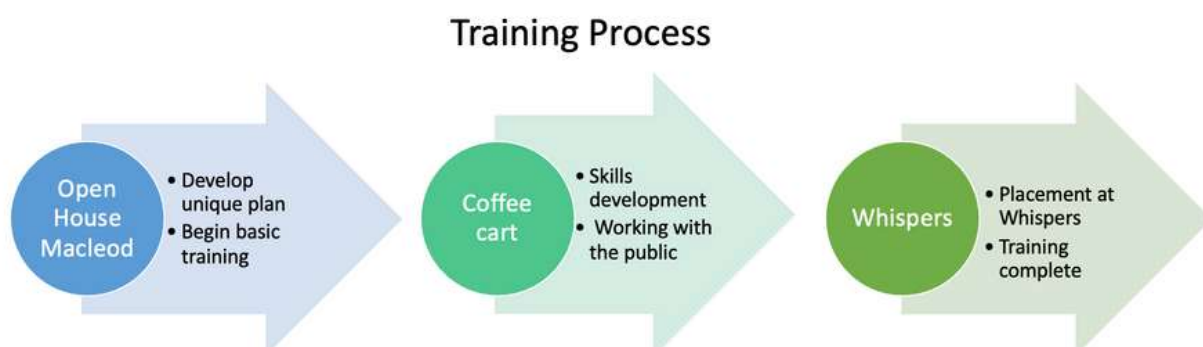 Training Process
Open
House
Macleod
• Develop
unique plan
• Begin basic
training
Coffee
cart
• Skills
development
• Working with
the public
Whispers
• Placement at
Whispers
• Training
complete